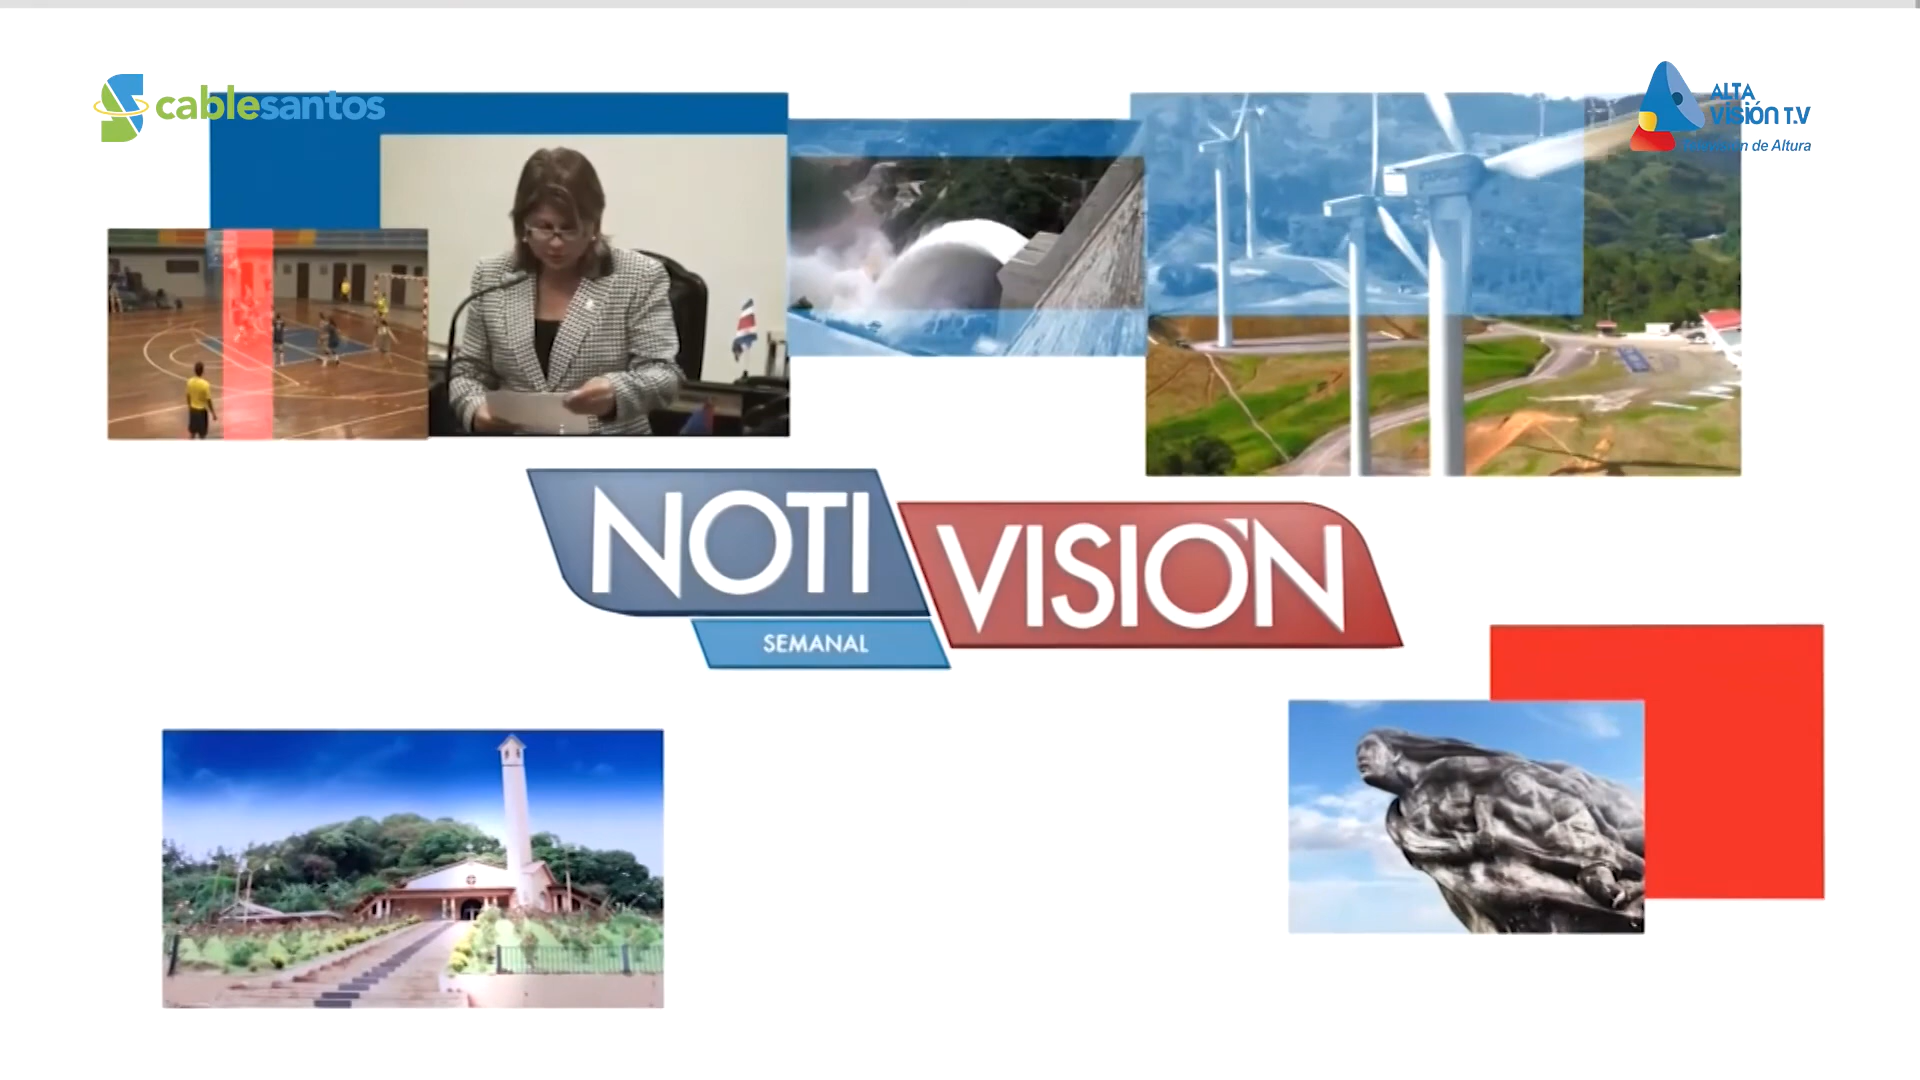 cablesantos
ALTA
VISIÓN T.V
de Altura
NOTI
VISIÓN
SEMANAL